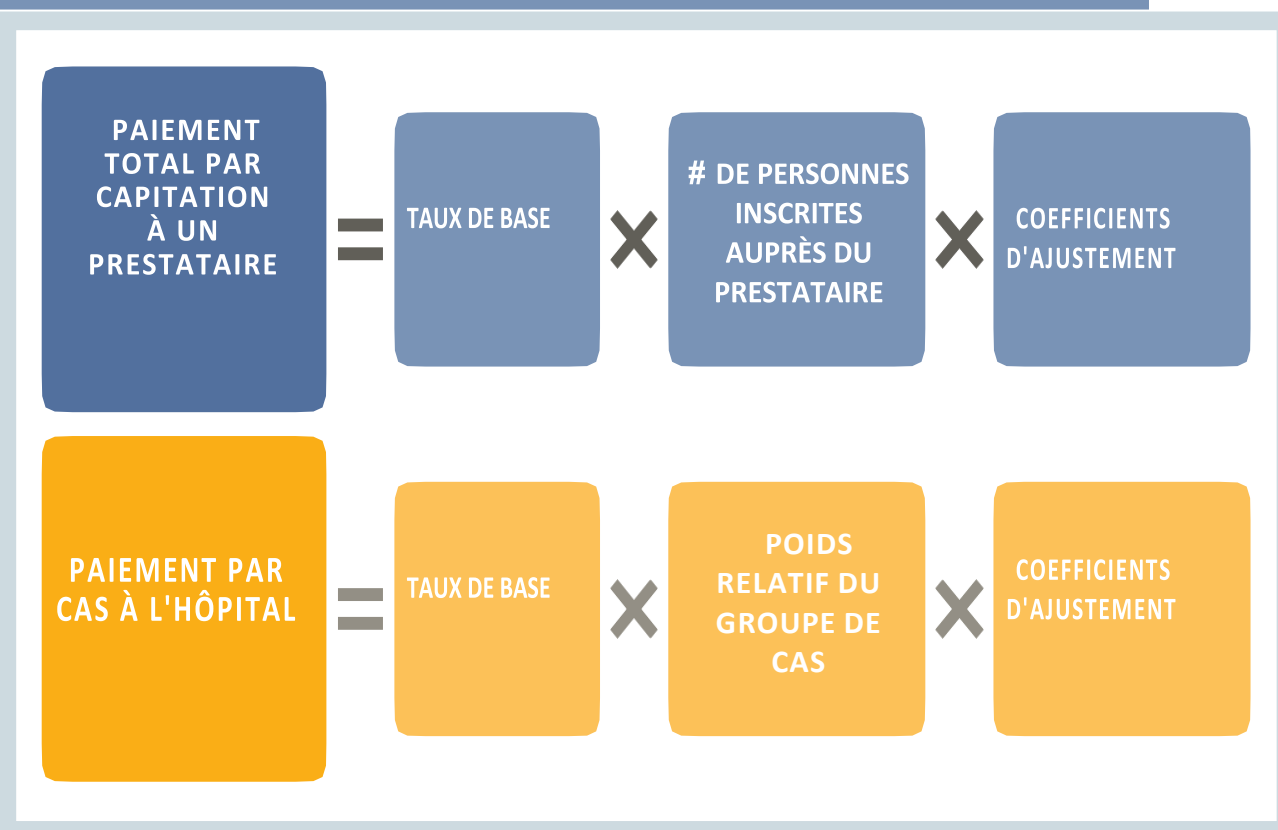 PAIEMENT
TOTAL PAR
CAPITATION
À UN
PRESTATAIRE
=
TAUX DE BASE
×
# DE PERSONNES
INSCRITES
AUPRÈS DU
PRESTATAIRE
×
COEFFICIENTS
D'AJUSTEMENT
PAIEMENT PAR
CAS À L'HÔPITAL
=
TAUX DE BASE
×
POIDS
RELATIF DU
GROUPE DE
CAS
×
COEFFICIENTS
D'AJUSTEMENT